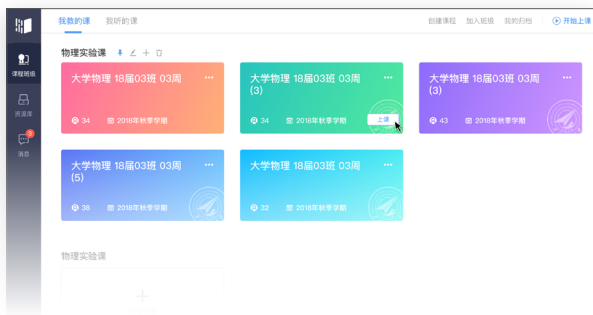 我教的课 我听的课 创建课程 加入班级 我的归档 开始上课
物理实验课
课程班级
资源库
3
消息
大学物理 18届03班 03周
34 2018年秋季学期
大学物理 18届03班 03周
(3)
34 2018年秋季学期 上课
大学物理 18届03班 03周
(3)
43 2018年秋季学期
大学物理 18届03班 03周
(5)
38 2018年秋季学期
大学物理 18届03班 03周
32 2018年秋季学期
物理实验课